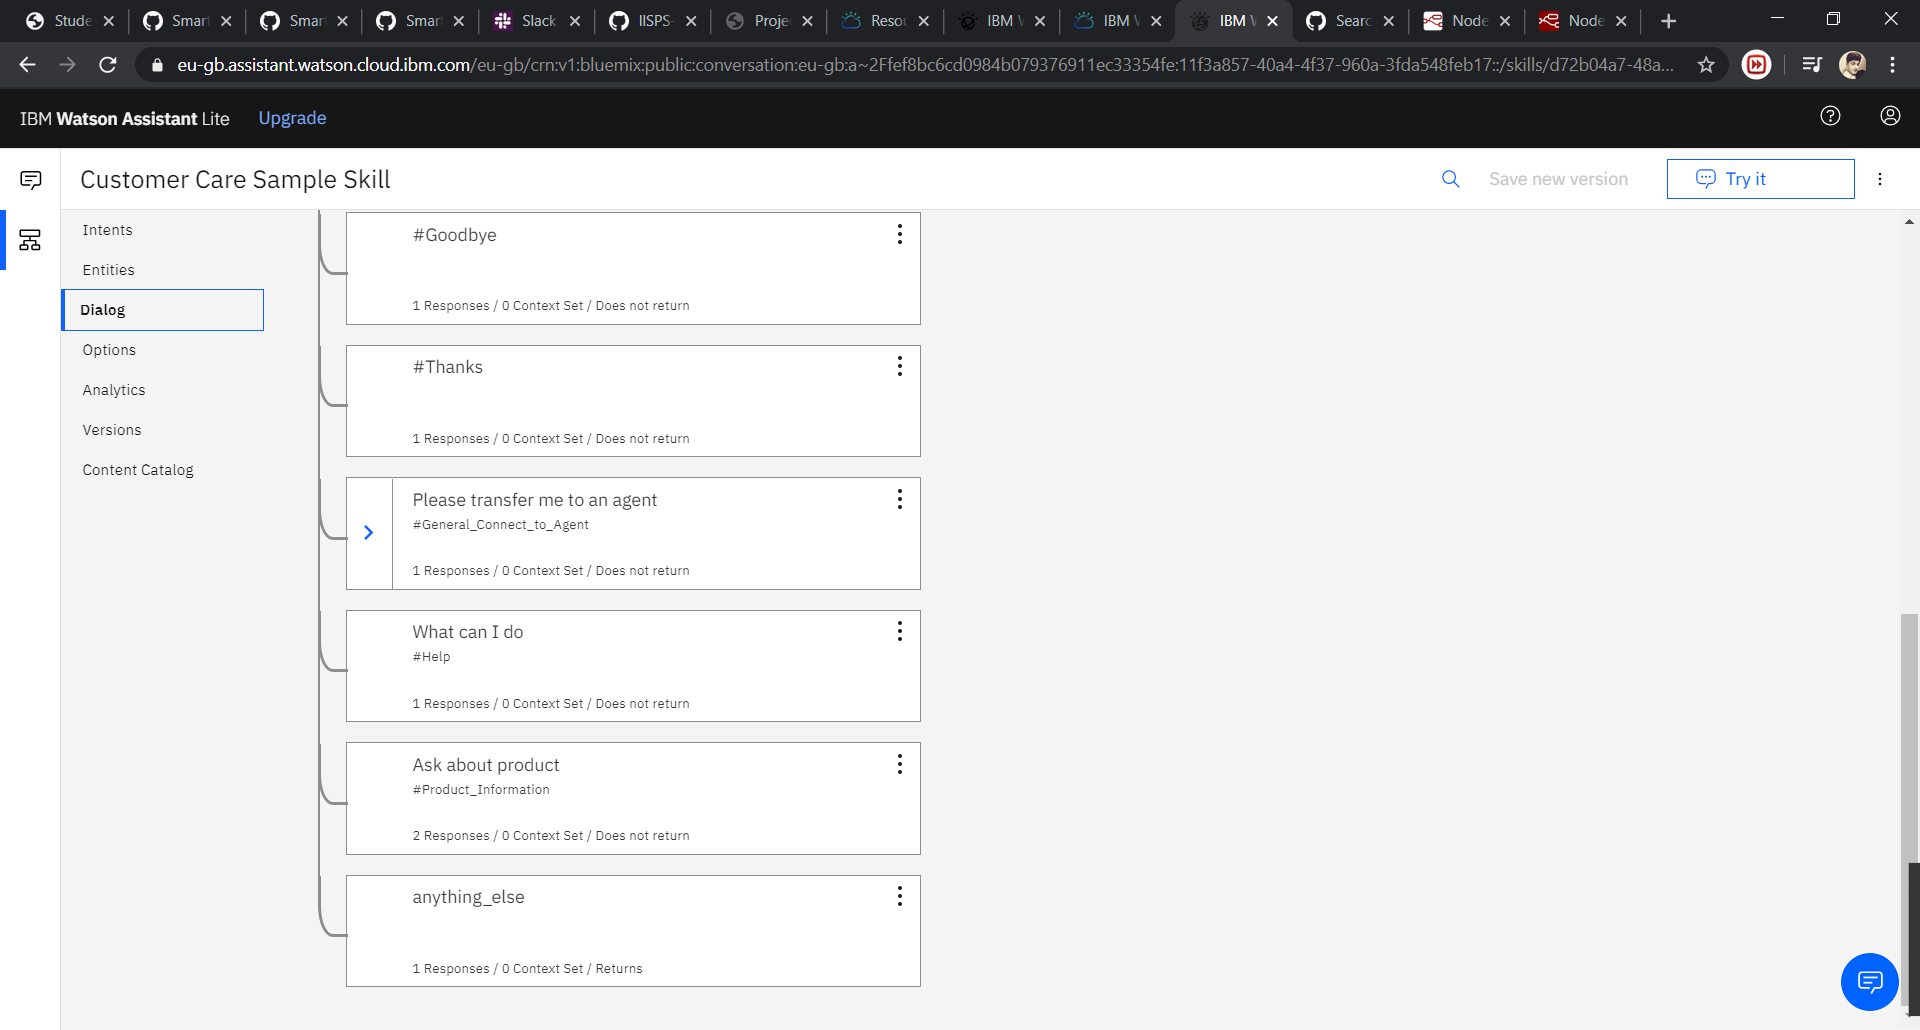 Stude
Smart
Smart
Smart
Slack
IISPS-
Projec
Resou
IBM W
IBM W
IBM W
Searc
Node
Node
eu-gb.assistant.watson.cloud.ibm.com/eu-gb/crn:v1:bluemix:public:conversation:eu-gb:a~2Ffef8bc6cd0984b079376911ec33354fe:11f3a857-40a4-4f37-960a-3fda548feb17::/skills/d72b04a7-48a...
IBM Watson Assistant Lite
Upgrade
Customer Care Sample Skill
Save new version
Try it
Intents
Entities
Dialog
Options
Analytics
Versions
Content Catalog
#Goodbye
1 Responses / 0 Context Set / Does not return
#Thanks
1 Responses / 0 Context Set / Does not return
Please transfer me to an agent
#General_Connect_to_Agent
1 Responses / 0 Context Set / Does not return
What can I do
#Help
1 Responses / 0 Context Set / Does not return
Ask about product
#Product_Information
2 Responses / 0 Context Set / Does not return
anything_else
1 Responses / 0 Context Set / Returns